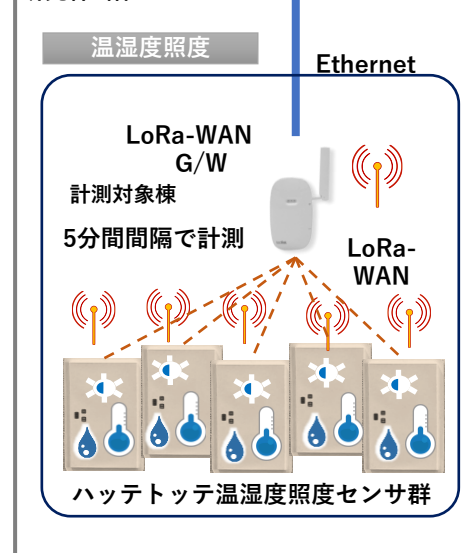 温湿度照度
Ethernet
LoRa-WAN
G/W
計測対象棟
5分間間隔で計測
LoRa-
WAN
ハッテトッテ温湿度照度センサ群